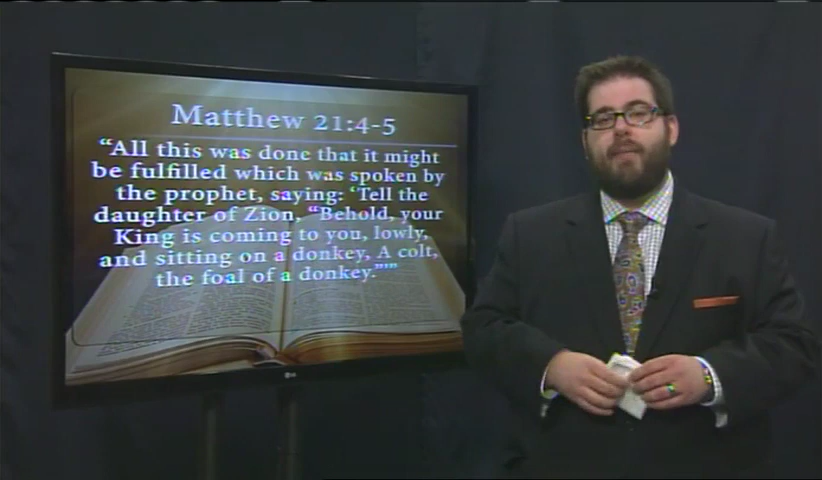 Matthew 21:4-5
“All this was done that it might
be fulfilled which was spoken by
the prophet, saying: ‘Tell the
daughter of Zion, “Behold, your
King is coming to you, lowly,
and sitting on a donkey, A colt,
the foal of a donkey.”’”
LG